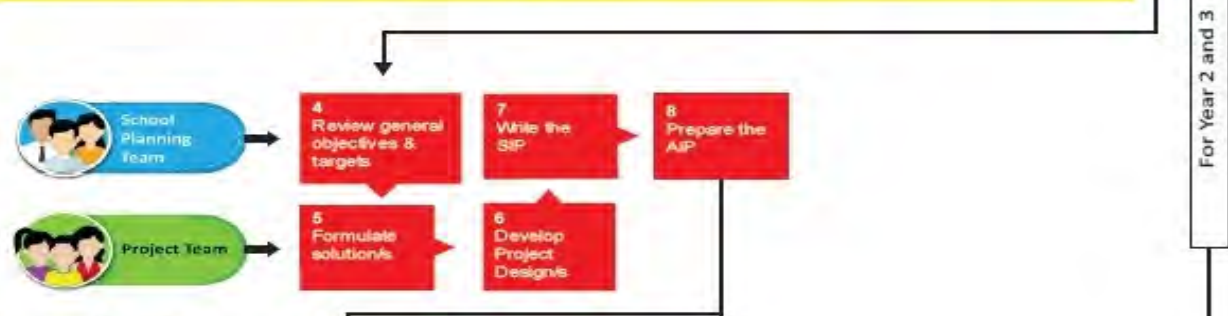 For Year 2 and 3
School
Planning
Team
4
Review general
objectives &
targets
7
Write the
SIP
8
Prepare the
AIP
Project Team
5
Formulate
solution/s
6
Develop
Project
Design/s